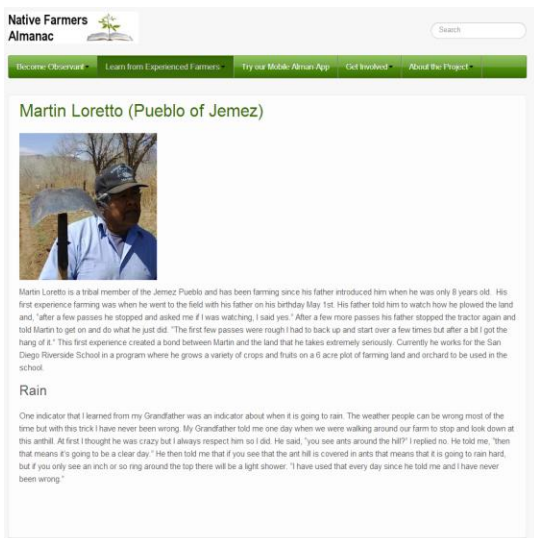 Native Farmers
Almanac
Search
Become Observant Learn from Experienced Farmers Try our Mobile Alman App Get Involved About the Project
Martin Loretto (Pueblo of Jemez)
Martin Loretto is a tribal member of the Jemez Pueblo and has been farming since his father introduced him when he was only 8 years old. His
first experience farming was when he went to the field with his father on his birthday May 1st. His father told him to watch how he plowed the land
and, "after a few passes he stopped and asked me if I was watching, I said yes." After a few more passes his father stopped the tractor again and
told Martin to get on and do what he just did. "The first few passes were rough I had to back up and start over a few times but after a bit I got the
hang of it." This first experience created a bond between Martin and the land that he takes extremely seriously. Currently he works for the San
Diego Riverside School in a program where he grows a variety of crops and fruits on a 6 acre plot of farming land and orchard to be used in the
school.
Rain
One indicator that I learned from my Grandfather was an indicator about when it is going to rain. The weather people can be wrong most of the
time but with this trick I have never been wrong. My Grandfather told me one day when we were walking around our farm to stop and look down at
this anthill. At first I thought he was crazy but I always respect him so I did. He said, "you see ants around the hill?" I replied no. He told me, "then
that means it's going to be a clear day." He then told me that if you see that the ant hill is covered in ants that means that it is going to rain hard,
but if you only see an inch or so ring around the top there will be a light shower. "I have used that every day since he told me and I have never
been wrong."